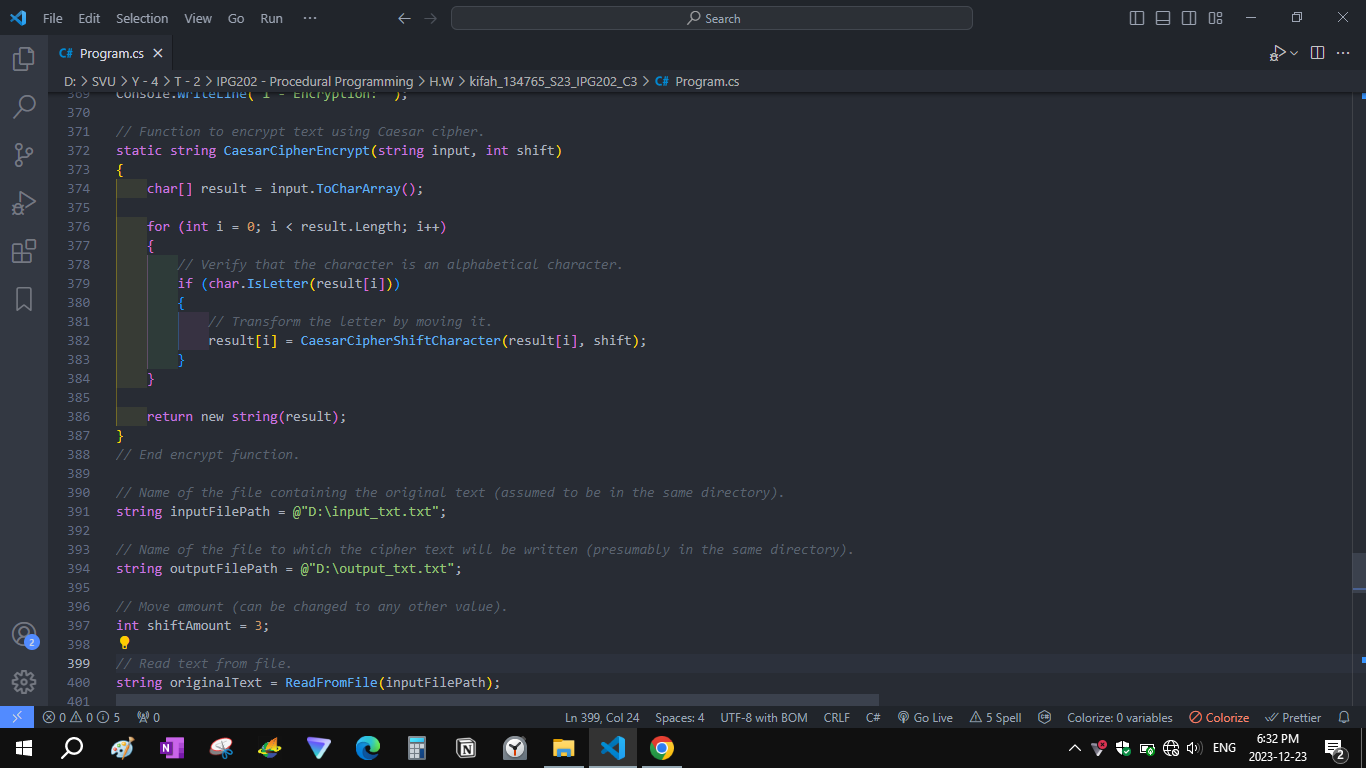 File Edit Selection View Go Run ··· Search
C# Program.cs
D: > SVU > Y - 4 > T - 2 > IPG202 - Procedural Programming > H.W > kifah_134765_S23_IPG202_C3 > C# Program.cs
369 Console.WriteLine(
370
371 // Function to encrypt text using Caesar cipher.
372 static string CaesarCipherEncrypt(string input, int shift)
373 {
374 char[] result = input.ToCharArray();
375
376 for (int i = 0; i < result.Length; i++)
377 {
378 // Verify that the character is an alphabetical character.
379 if (char.IsLetter(result[i]))
380 {
381 // Transform the letter by moving it.
382 result[i] = CaesarCipherShiftCharacter(result[i], shift);
383 }
384 }
385
386 return new string(result);
387 }
388 // End encrypt function.
389
390 // Name of the file containing the original text (assumed to be in the same directory).
391 string inputFilePath = @"D:\input_txt.txt";
392
393 // Name of the file to which the cipher text will be written (presumably in the same directory).
394 string outputFilePath = @"D:\output_txt.txt";
395
396 // Move amount (can be changed to any other value).
397 int shiftAmount = 3;
398
399 // Read text from file.
400 string originalText = ReadFromFile(inputFilePath);
401
2
0 0 5 0 Ln 399, Col 24 Spaces: 4 UTF-8 with BOM CRLF C# Go Live 5 Spell Colorize: 0 variables Colorize Prettier
ENG 6:32 PM 2
2023-12-23